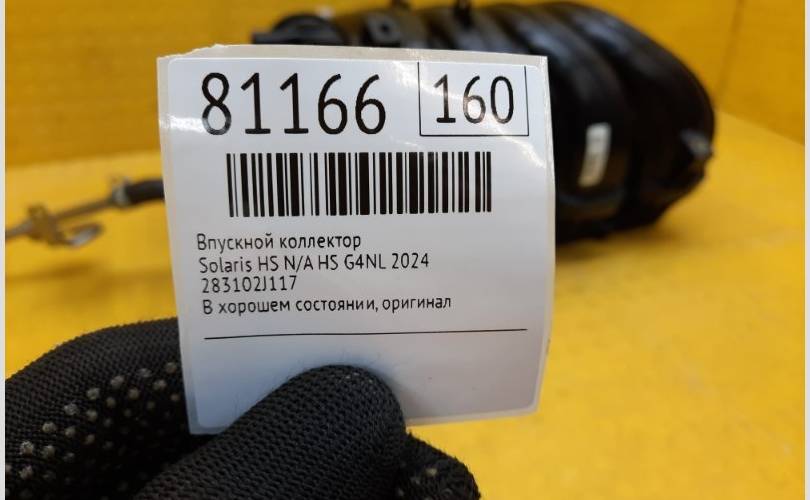 81166 160
Впускной коллектор
Solaris HS N/A HS G4NL 2024
283102J117
В хорошем состоянии, оригинал